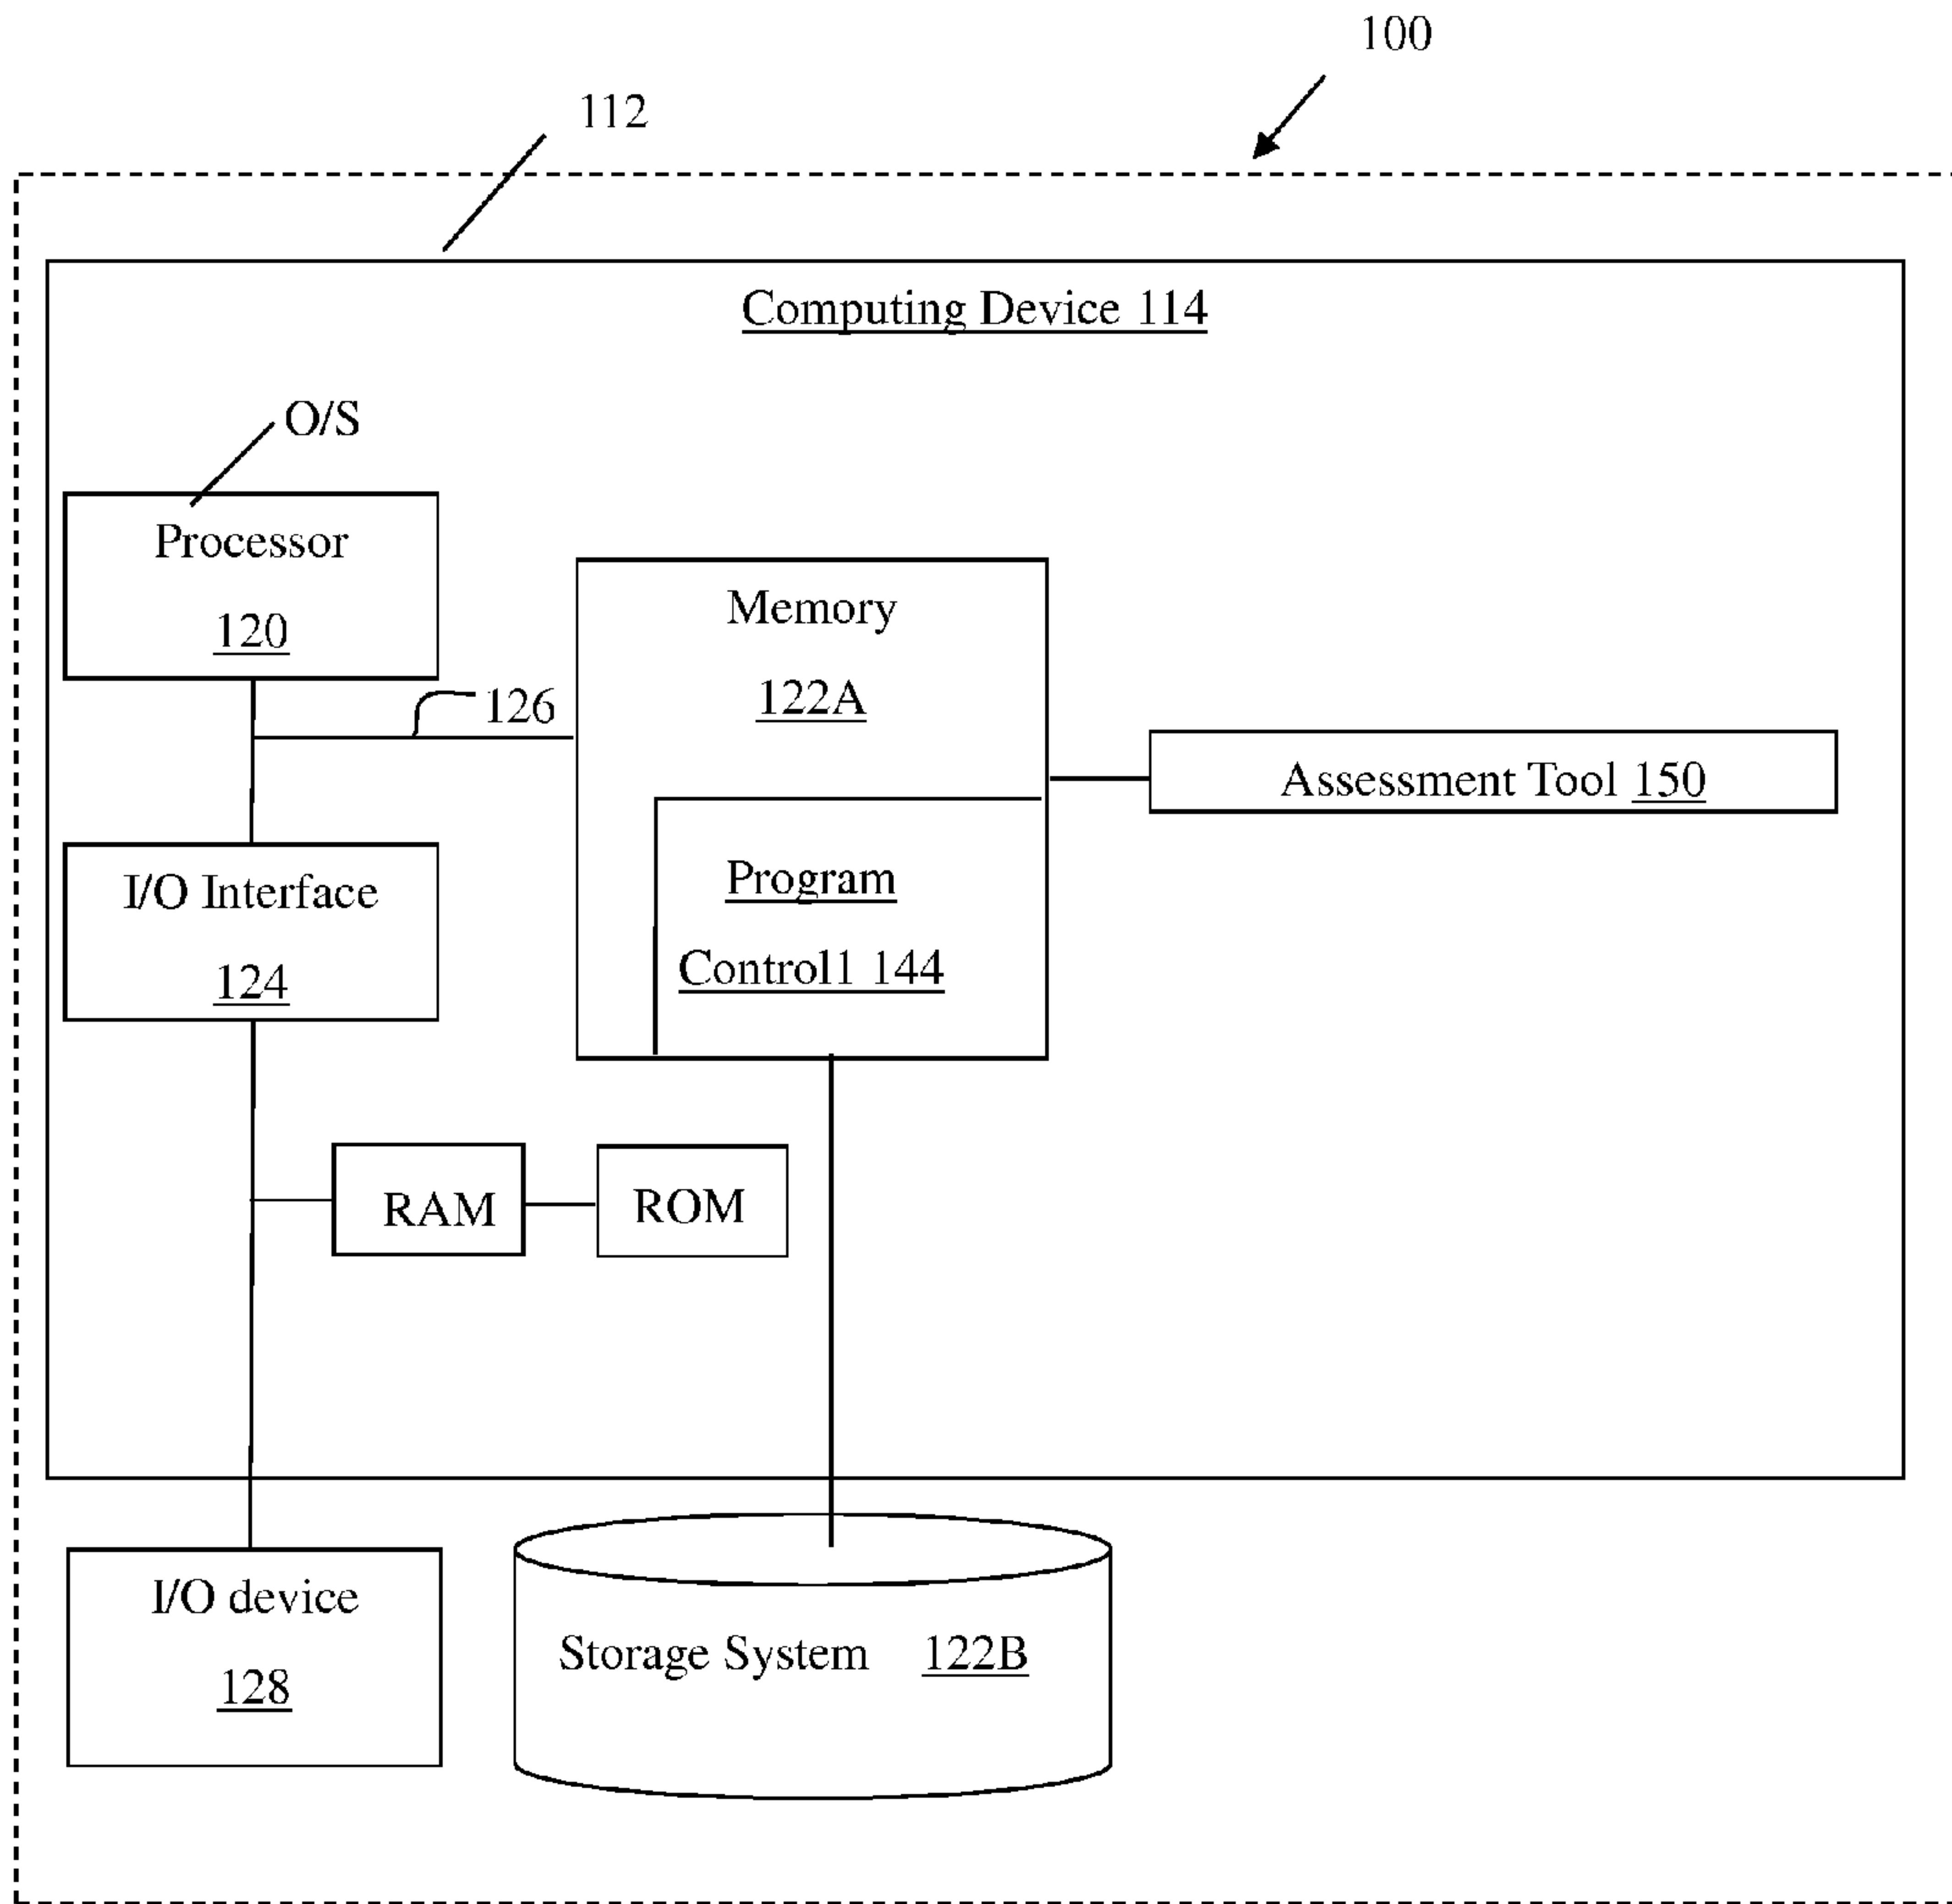 100
112
Computing Device 114
O/S
Processor
120
126
Memory
122A
Assessment Tool 150
I/O Interface
124
Program
Control1 144
RAM
ROM
I/O device
128
Storage System 122B